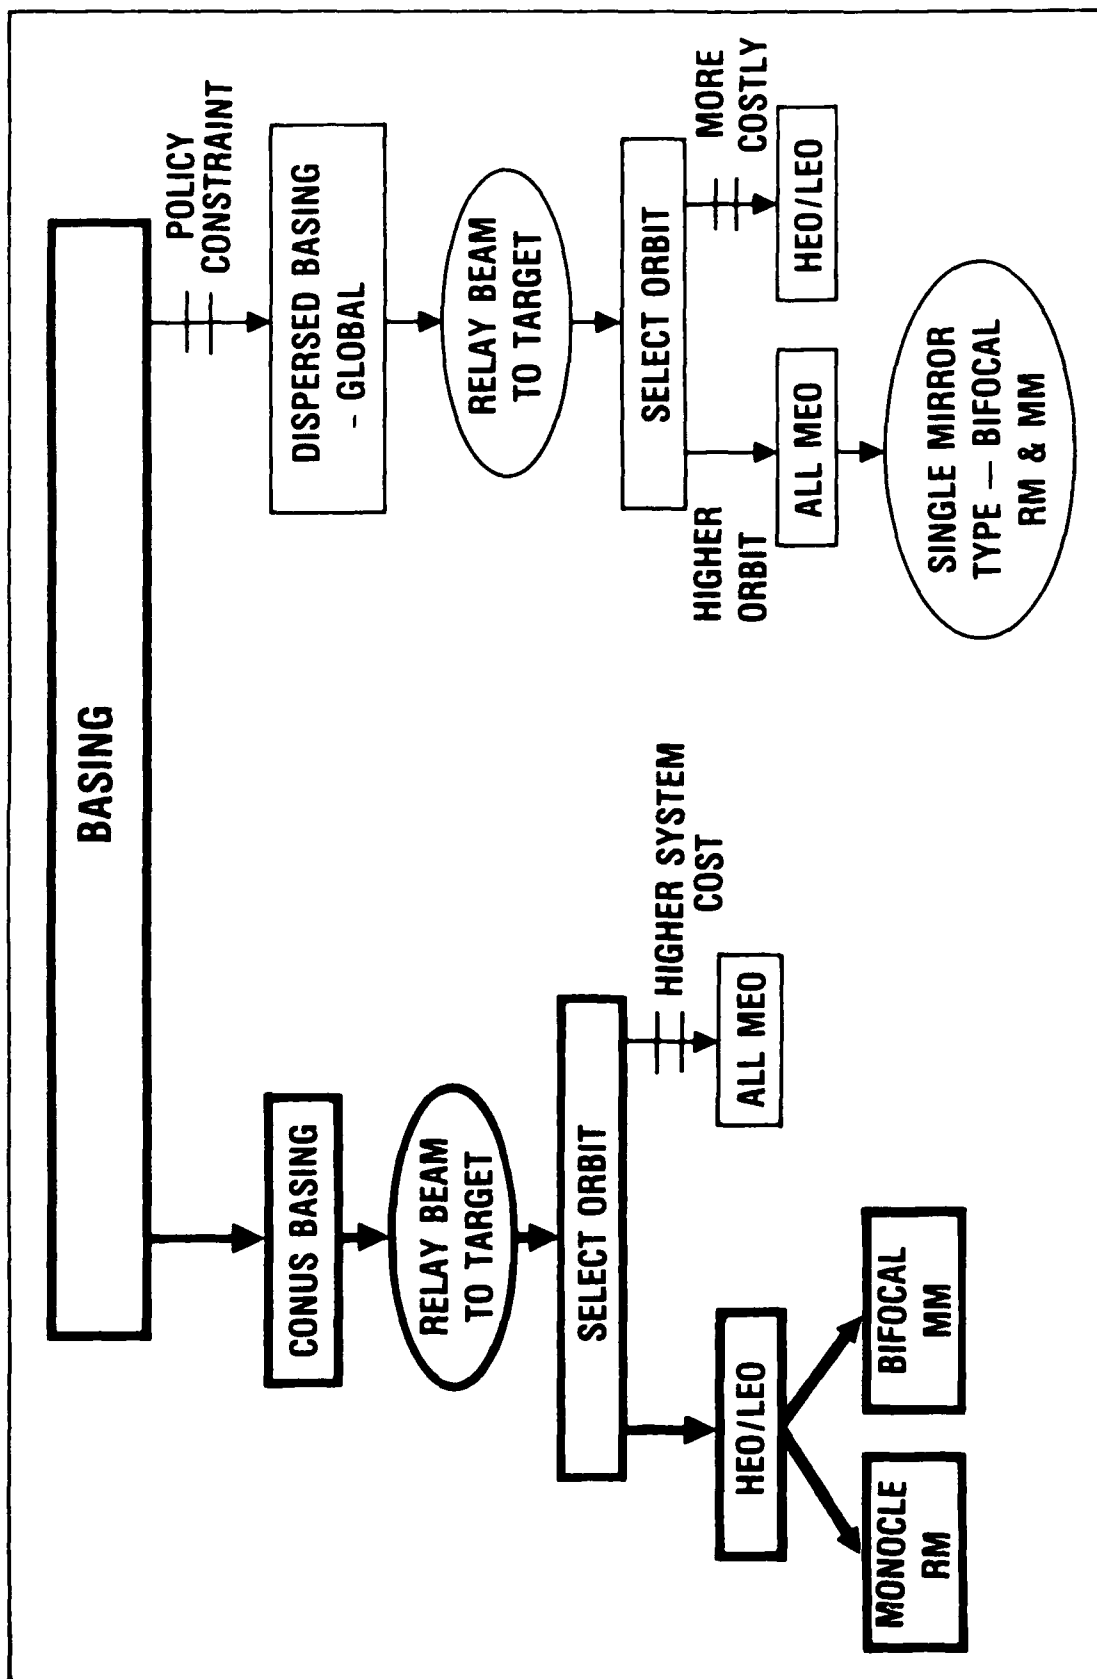 BASING
CONUS BASING
RELAY BEAM
TO TARGET
SELECT ORBIT
HEO/LEO
MONOCLE
RM
BIFOCAL
MM
HIGHER SYSTEM
COST
ALL MEO
POLICY
CONSTRAINT
DISPERSED BASING
- GLOBAL
RELAY BEAM
TO TARGET
SELECT ORBIT
HIGHER
ORBIT
ALL MEO
SINGLE MIRROR
TYPE — BIFOCAL
RM & MM
MORE
COSTLY
HEO/LEO